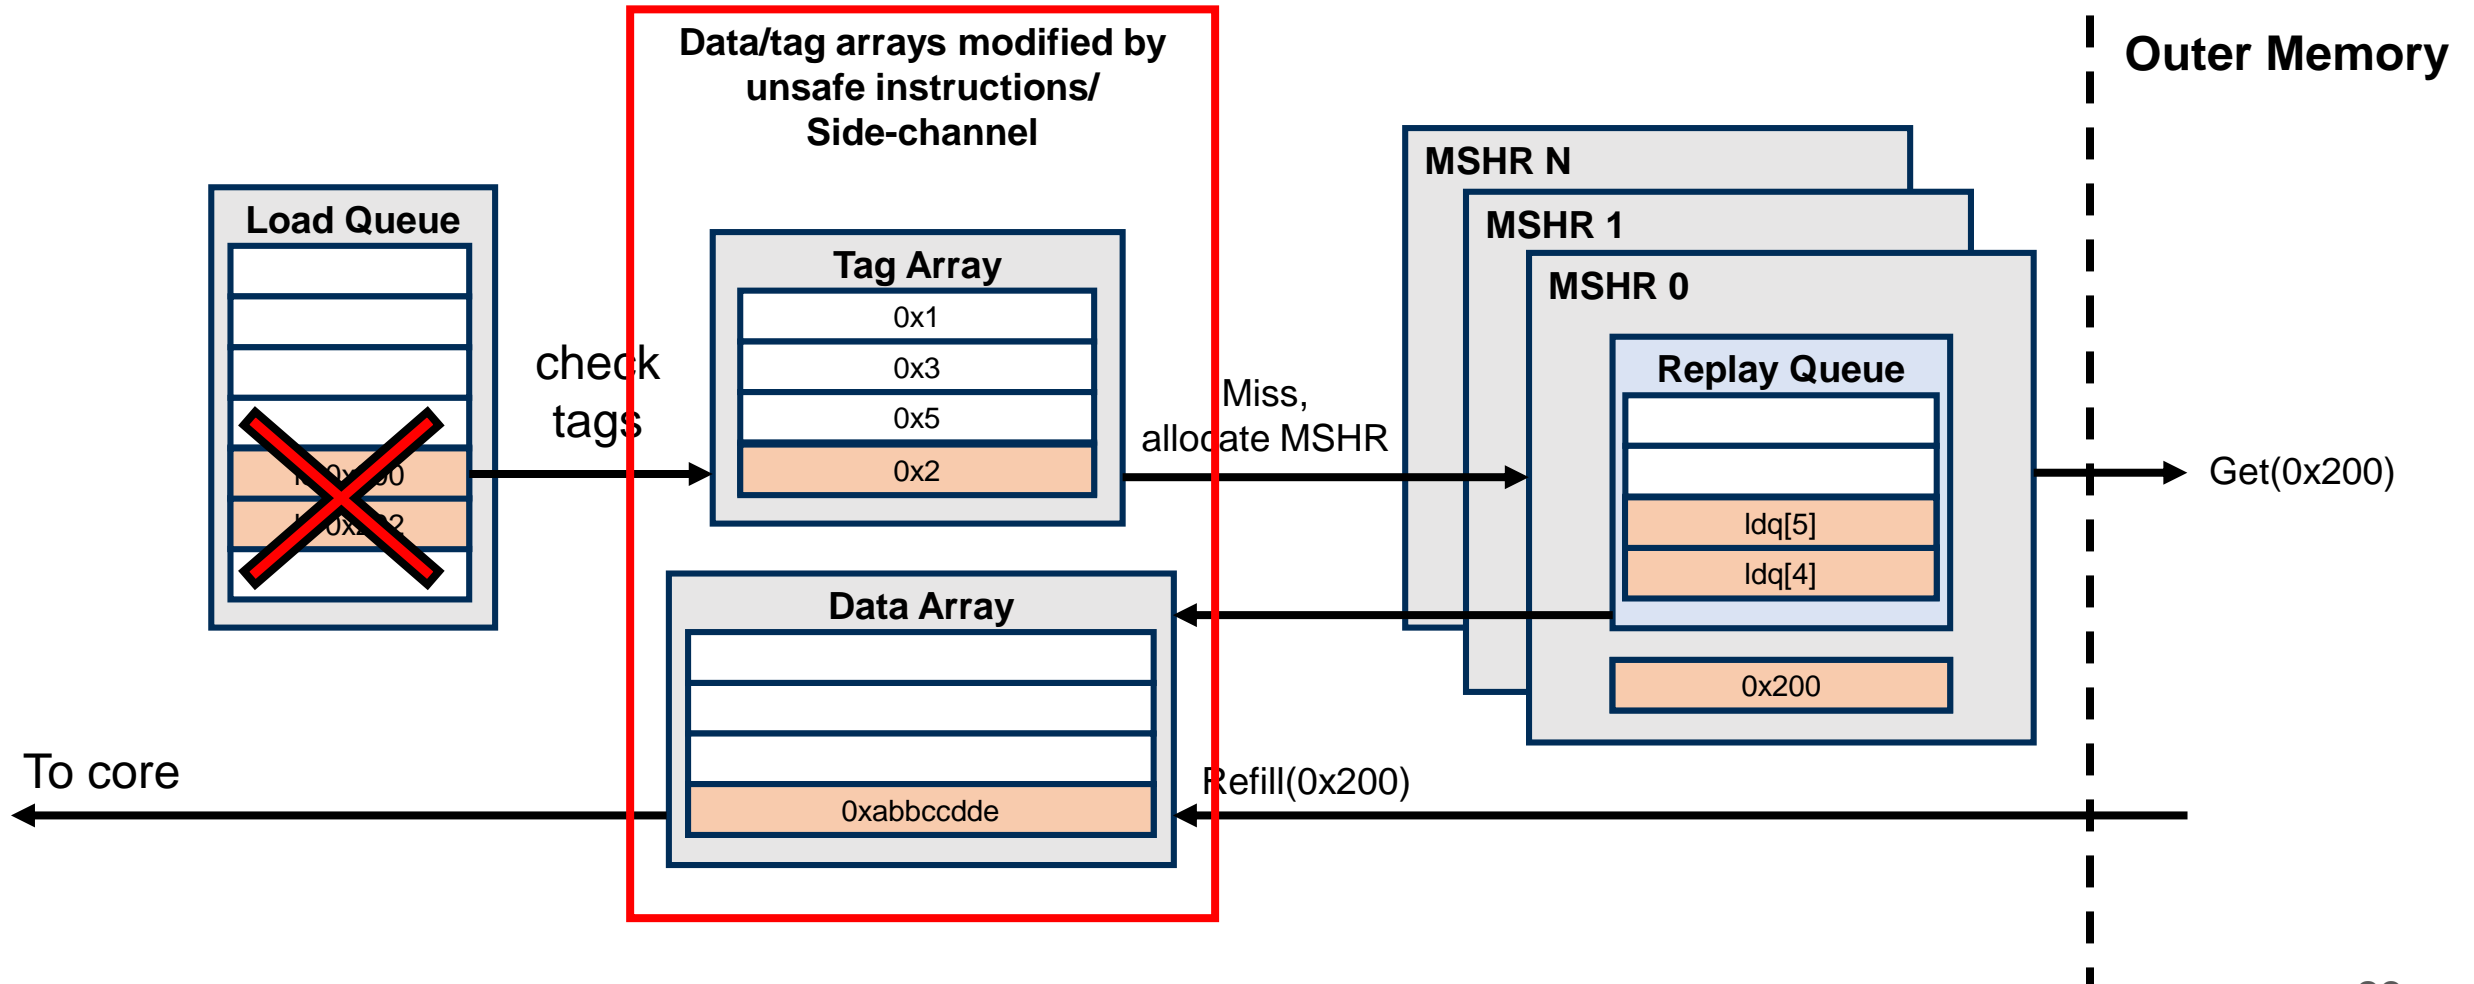 Data/tag arrays modified by
unsafe instructions/
Side-channel
Outer Memory
Load Queue
check
tags
Tag Array
0x1
0x3
0x5
0x2
Miss,
allocate MSHR
MSHR N
MSHR 1
MSHR 0
Replay Queue
ldq[5]
ldq[4]
0x200
Get(0x200)
Data Array
0xabbccdde
Refill(0x200)
To core